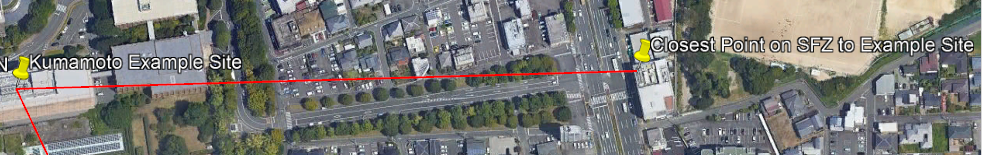 Closest Point on SFZ to Example Site
N
Kumamoto Example Site